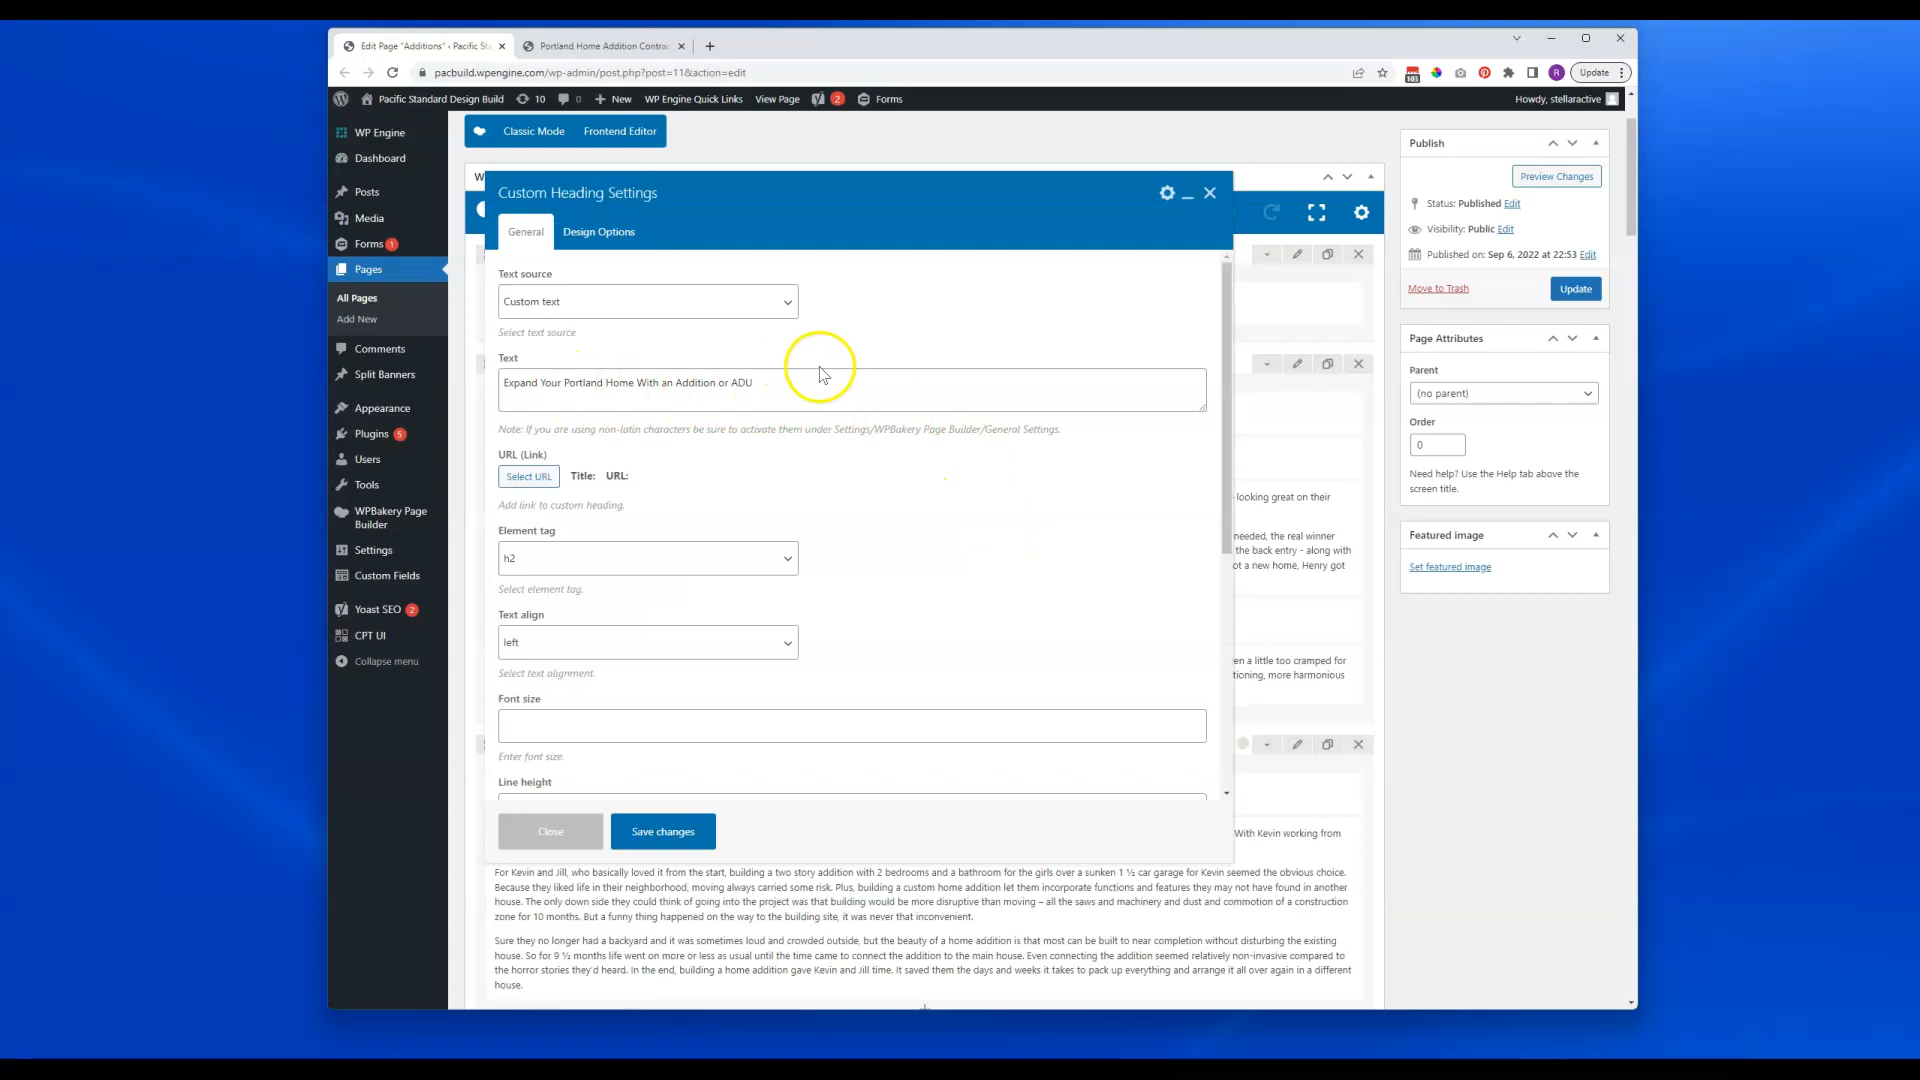 Edit Page "Additions" ‹ Pacific Sta
Portland Home Addition Contrac
pacbuild.wpengine.com/wp-admin/post.php?post=11&action=edit
103
R
Update
Pacific Standard Design Build
10
0
New
WP Engine Quick Links
View Page
2
Forms
Howdy, stellaractive
WP Engine
Dashboard
Posts
Media
Forms 1
Pages
All Pages
Add New
Comments
Split Banners
Appearance
Plugins 5
Users
Tools
WPBakery Page
Builder
Settings
Custom Fields
Yoast SEO 2
CPT UI
Collapse menu
Classic Mode
Frontend Editor
W
Custom Heading Settings
General
Design Options
Text source
Custom text
Select text source
Text
Expand Your Portland Home With an Addition or ADU
Note: If you are using non-latin characters be sure to activate them under Settings/WPBakery Page Builder/General Settings.
URL (Link)
Select URL
Title: URL:
Add link to custom heading.
Element tag
h2
Select element tag.
Text align
left
Select text alignment.
Font size
Enter font size.
Line height
Close
Save changes
looking great on their
needed, the real winner
the back entry - along with
ot a new home, Henry got
en a little too cramped for
tioning, more harmonious
With Kevin working from
For Kevin and Jill, who basically loved it from the start, building a two story addition with 2 bedrooms and a bathroom for the girls over a sunken 1 ½ car garage for Kevin seemed the obvious choice.
Because they liked life in their neighborhood, moving always carried some risk. Plus, building a custom home addition let them incorporate functions and features they may not have found in another
house. The only down side they could think of going into the project was that building would be more disruptive than moving – all the saws and machinery and dust and commotion of a construction
zone for 10 months. But a funny thing happened on the way to the building site, it was never that inconvenient.
Sure they no longer had a backyard and it was sometimes loud and crowded outside, but the beauty of a home addition is that most can be built to near completion without disturbing the existing
house. So for 9 ½ months life went on more or less as usual until the time came to connect the addition to the main house. Even connecting the addition seemed relatively non-invasive compared to
the horror stories they'd heard. In the end, building a home addition gave Kevin and Jill time. It saved them the days and weeks it takes to pack up everything and arrange it all over again in a different
house.
Publish
Preview Changes
Status: Published Edit
Visibility: Public Edit
Published on: Sep 6, 2022 at 22:53 Edit
Move to Trash
Update
Page Attributes
Parent
(no parent)
Order
0
Need help? Use the Help tab above the
screen title.
Featured image
Set featured image